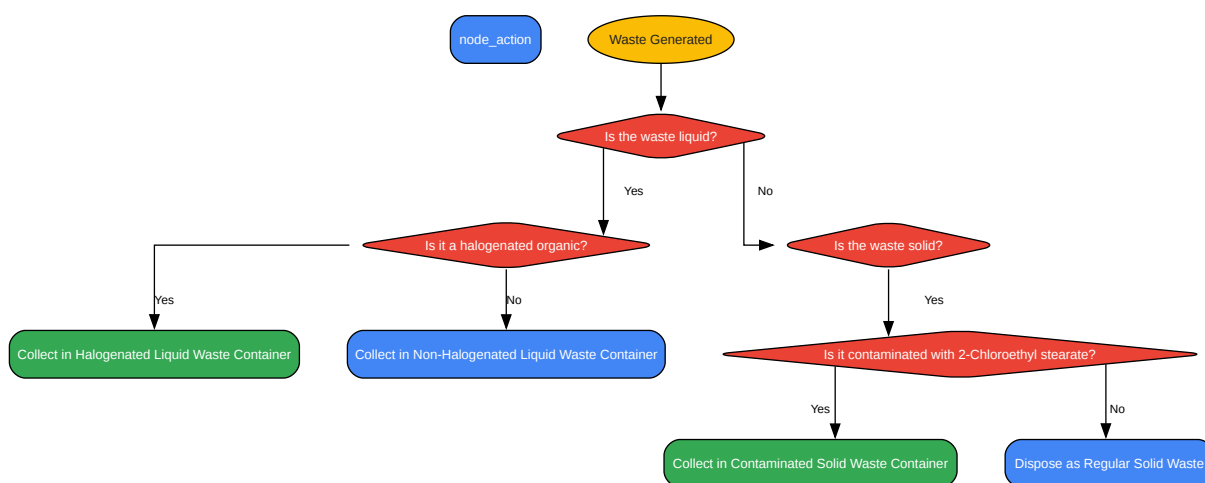 node_action
Waste Generated
Is the waste liquid?
Yes
No
Is it a halogenated organic?
Is the waste solid?
Yes
No
Yes
Collect in Halogenated Liquid Waste Container
Collect in Non-Halogenated Liquid Waste Container
Is it contaminated with 2-Chloroethyl stearate?
Yes
No
Collect in Contaminated Solid Waste Container
Dispose as Regular Solid Waste